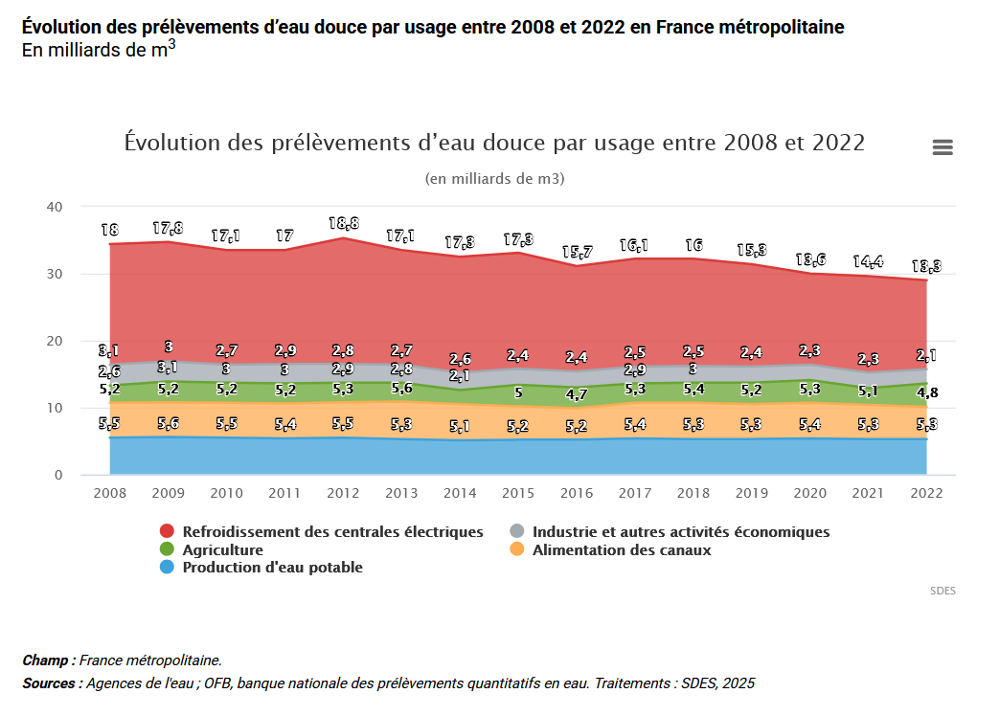 Évolution des prélèvements d’eau douce par usage entre 2008 et 2022 en France métropolitaine
En milliards de m3
Évolution des prélèvements d’eau douce par usage entre 2008 et 2022
(en milliards de m3)
40
18 17,8 17,1 17 18,8 17,1 17,3 17,3 15,7 16,1 16 15,3 13,6 14,4 13,3
30
20
3,1 3 2,7 2,9 2,8 2,7 2,6 2,4 2,4 2,5 2,5 2,4 2,3 2,3 2,1
2,6 3,1 3 3 2,9 2,8 2,1 2,9 3
5,2 5,2 5,2 5,2 5,3 5,6 5 4,7 5,3 5,4 5,2 5,3 5,1 4,8
10
5,5 5,6 5,5 5,4 5,5 5,3 5,1 5,2 5,2 5,4 5,3 5,3 5,4 5,3 5,3
0
2008 2009 2010 2011 2012 2013 2014 2015 2016 2017 2018 2019 2020 2021 2022
Refroidissement des centrales électriques
Industrie et autres activités économiques
Agriculture
Alimentation des canaux
Production d'eau potable
SDES
Champ : France métropolitaine.
Sources : Agences de l'eau ; OFB, banque nationale des prélèvements quantitatifs en eau. Traitements : SDES, 2025